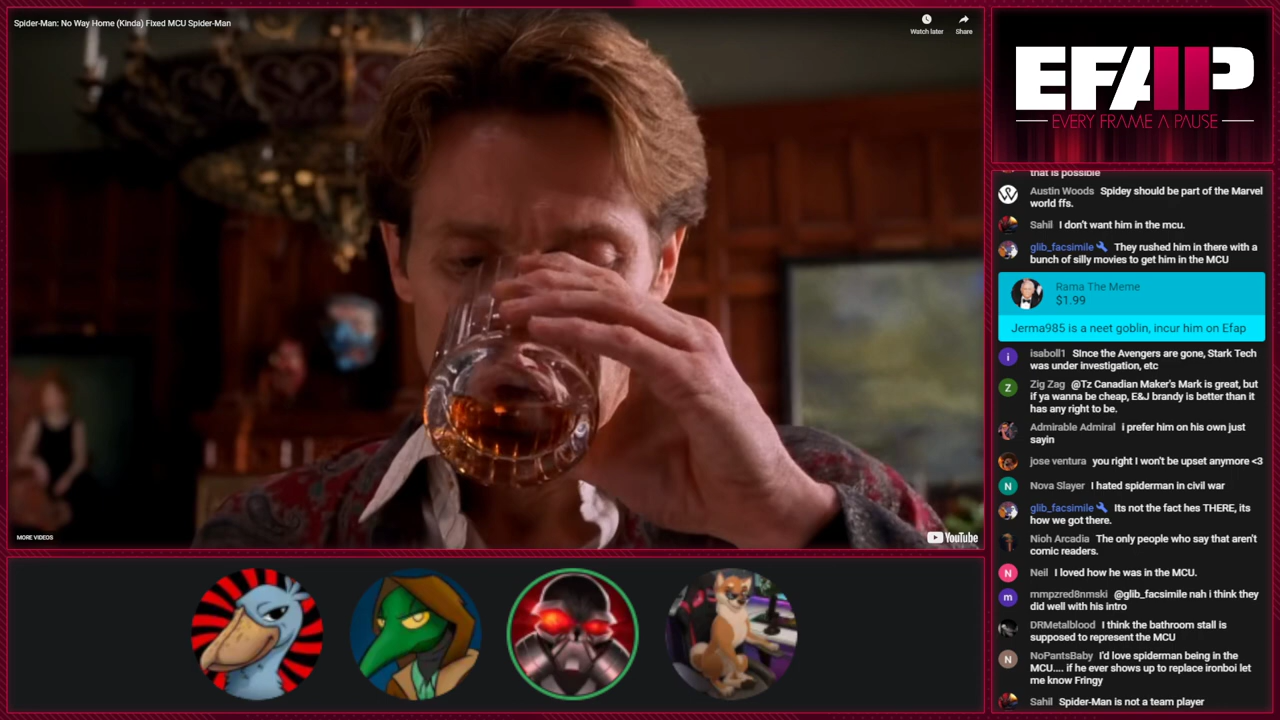 Spider-Man: No Way Home (Kinda) Fixed MCU Spider-Man
Watch later
Share
MORE VIDEOS
YouTube
EFAP
EVERY FRAME A PAUSE
that is possible
Austin Woods Spidey should be part of the Marvel
world ffs.
Sahil I don't want him in the mcu.
glib_facsimile They rushed him in there with a
bunch of silly movies to get him in the MCU
Rama The Meme
$1.99
Jerma985 is a neet goblin, incur him on Efap
isaboll1 SInce the Avengers are gone, Stark Tech
was under investigation, etc
Zig Zag @Tz Canadian Maker's Mark is great, but
if ya wanna be cheap, E&J brandy is better than it
has any right to be.
Admirable Admiral i prefer him on his own just
sayin
jose ventura you right I won't be upset anymore <3
N
Nova Slayer I hated spiderman in civil war
glib_facsimile Its not the fact hes THERE, its
how we got there.
Nioh Arcadia The only people who say that aren't
comic readers.
N
Neil I loved how he was in the MCU.
m
mmpzred8nmski @glib_facsimile nah i think they
did well with his intro
DRMetalblood I think the bathroom stall is
supposed to represent the MCU
N
NoPantsBaby I'd love spiderman being in the
MCU.... if he ever shows up to replace ironboi let
me know Fringy
Sahil Spider-Man is not a team player